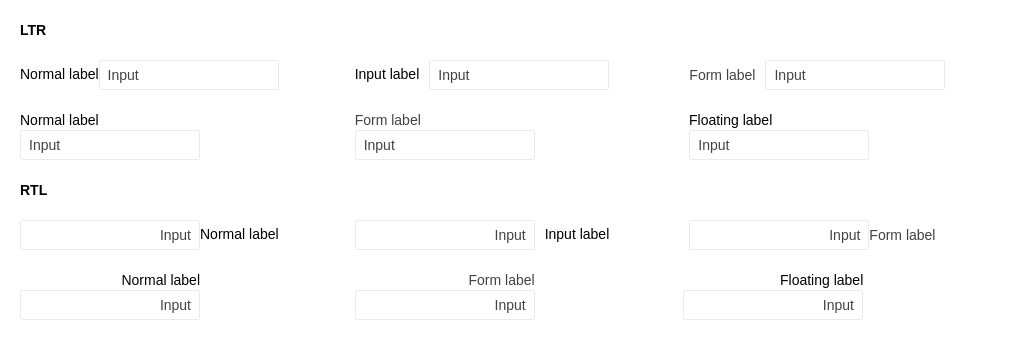 LTR
Normal label Input Input label Input Form label Input
Normal label Form label Floating label
Input Input Input
RTL
Input Normal label Input Input label Input Form label
Normal label Form label Floating label
Input Input Input